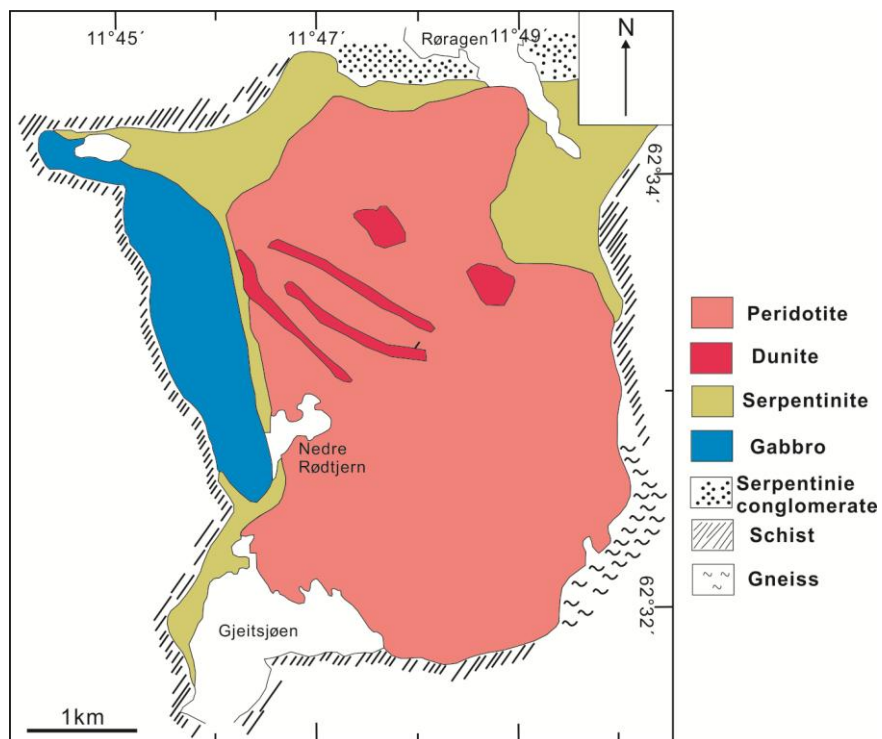 11°45´
11°47´
11°49´
Røragen
N
62°34´
Nedre
Rødtjern
62°32´
Gjeitsjøen
1km
Peridotite
Dunite
Serpentinite
Gabbro
Serpentinie
conglomerate
Schist
Gneiss